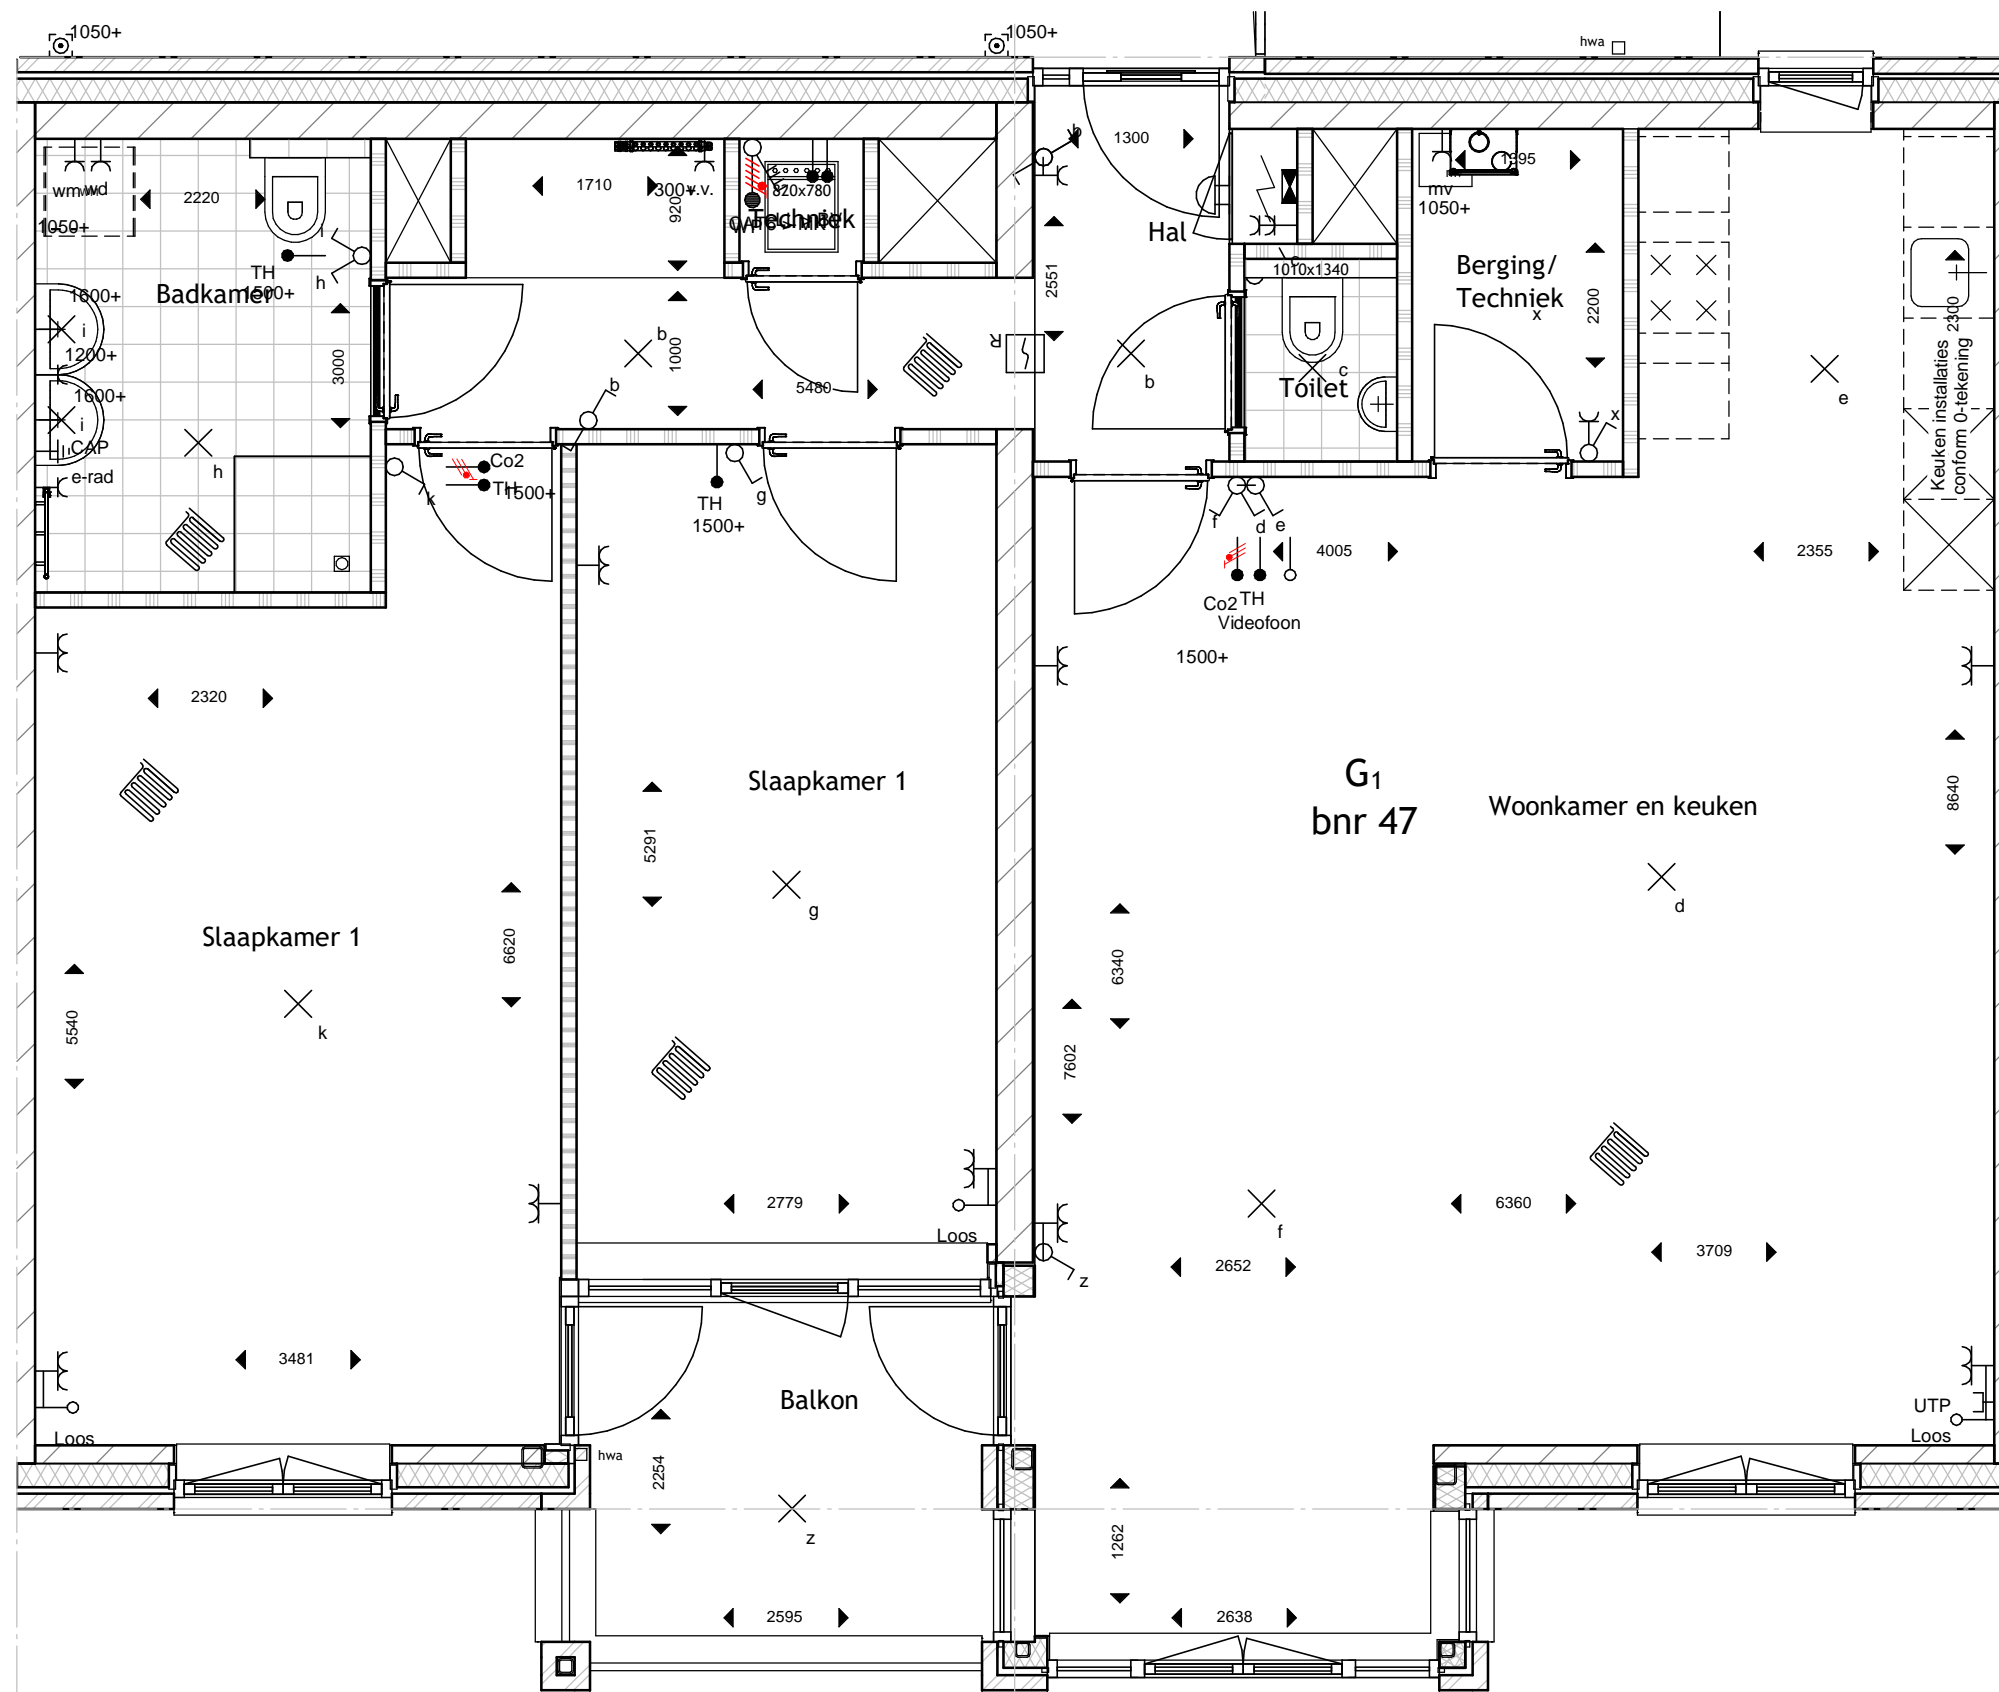 1050+
1050+
hwa
1300
b
1395
mv
1050+
wm
wd
2220
1050+
1710
300+
v.v.
920
820x780
Techniek
Hal
c
1010x1340
Berging/
Techniek
x
2200
2300
Keuken installaties
conform 0-tekening
TH
1500+
Badkamer
h
i
1600+
i
1200+
1600+
i
CAP
e-rad
h
3000
b
1000
b
5480
R
2551
b
c
Toilet
x
e
k
Co2
TH
1500+
TH
1500+
g
f
d
e
4005
2355
Co2
TH
Videofoon
1500+
2320
Slaapkamer 1
5291
g
G1
bnr 47
Woonkamer en keuken
8640
d
Slaapkamer 1
6620
5540
k
6340
7602
2779
Loos
z
f
2652
6360
3709
3481
Loos
Balkon
hwa
2254
z
2595
1262
2638
UTP
Loos